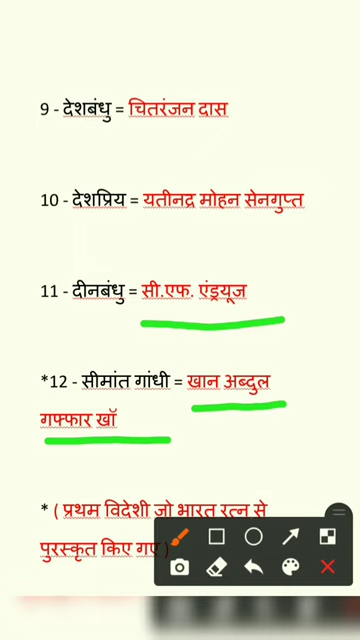 9 - देशबंधु = चितरंजन दास
10 - देशप्रिय = यतीनद्र मोहन सेनगुप्त
11 - दीनबंधु = सी.एफ. एंड्रयूज
*12 - सीमांत गांधी = खान अब्दुल
गफ्फार खॉ
* ( प्रथम विदेशी जो भारत रत्न से
पुरस्कृत किए गए )